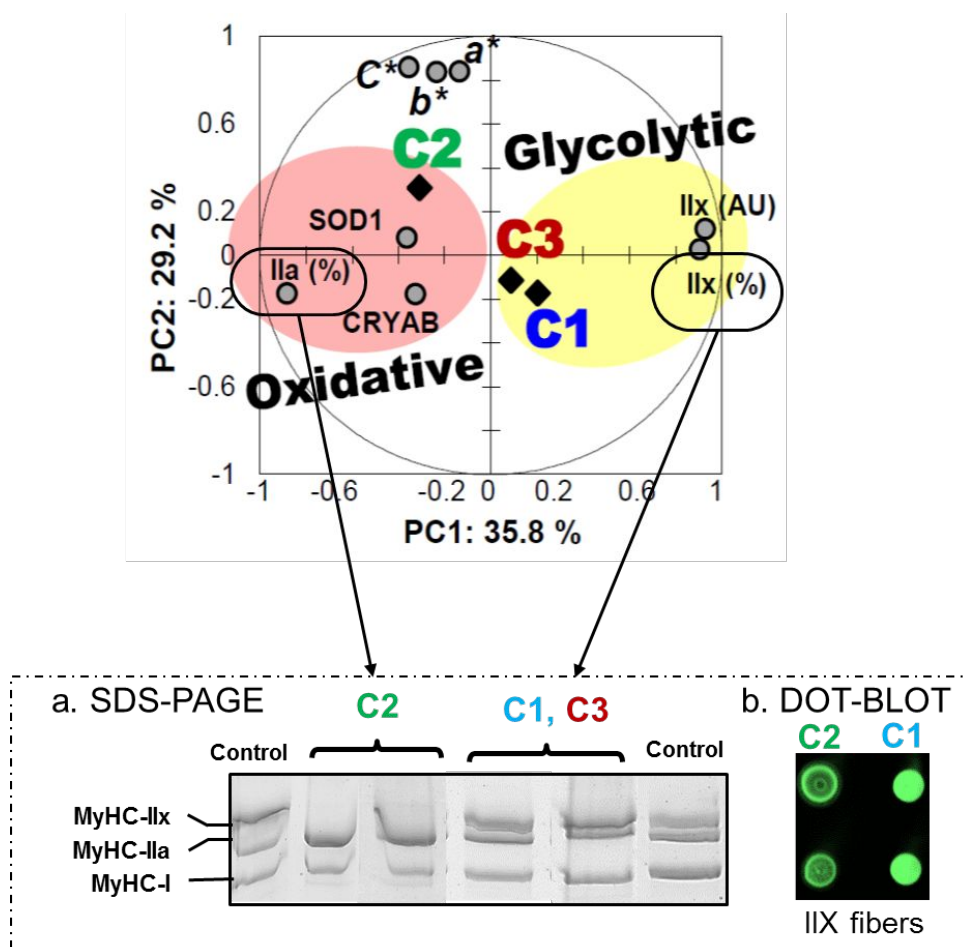 1
a*
C*
b*
0.6
C2
Glycolytic
PC2: 29.2 %
0.2
SOD1
IIx (AU)
C3
0
IIa (%)
IIx (%)
-0.2
CRYAB
C1
-0.6
Oxidative
-1
-1 -0.6 -0.2 0 0.2 0.6 1
PC1: 35.8 %
a. SDS-PAGE
C2
C1, C3
b. DOT-BLOT
Control
Control
C2 C1
MyHC-IIx
MyHC-IIa
MyHC-I
IIX fibers